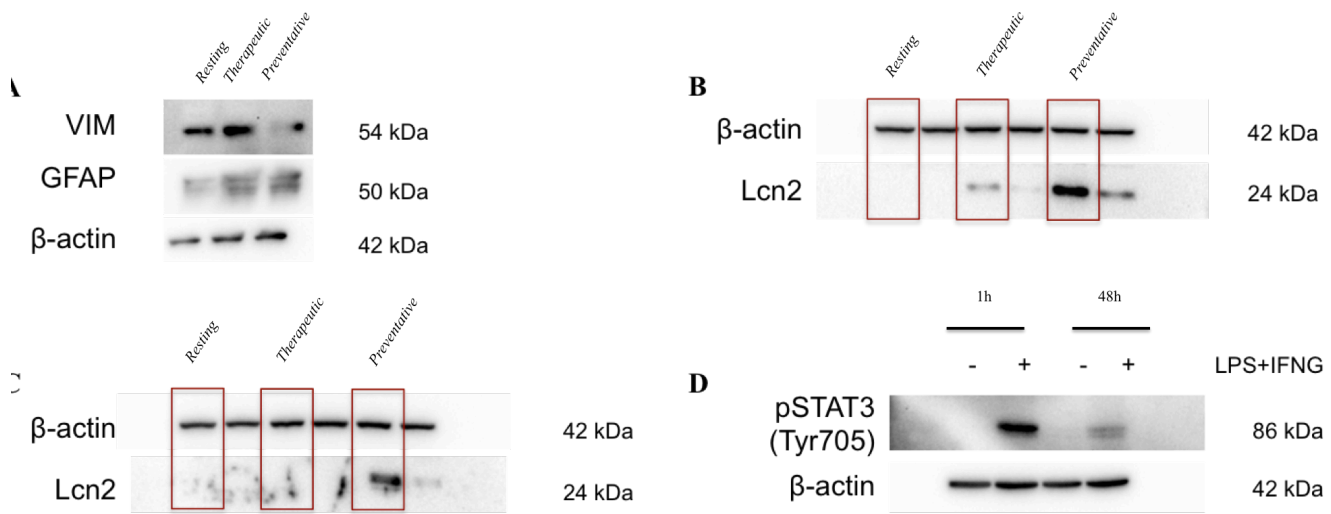 Resting
Therapeutic
Preventative
VIM
54 kDa
GFAP
50 kDa
β-actin
42 kDa
B
Resting
Therapeutic
Preventative
β-actin
42 kDa
Lcn2
24 kDa
Resting
Therapeutic
Preventative
β-actin
42 kDa
Lcn2
24 kDa
D
1h
48h
-
+
-
+
LPS+IFNG
pSTAT3
(Tyr705)
86 kDa
β-actin
42 kDa